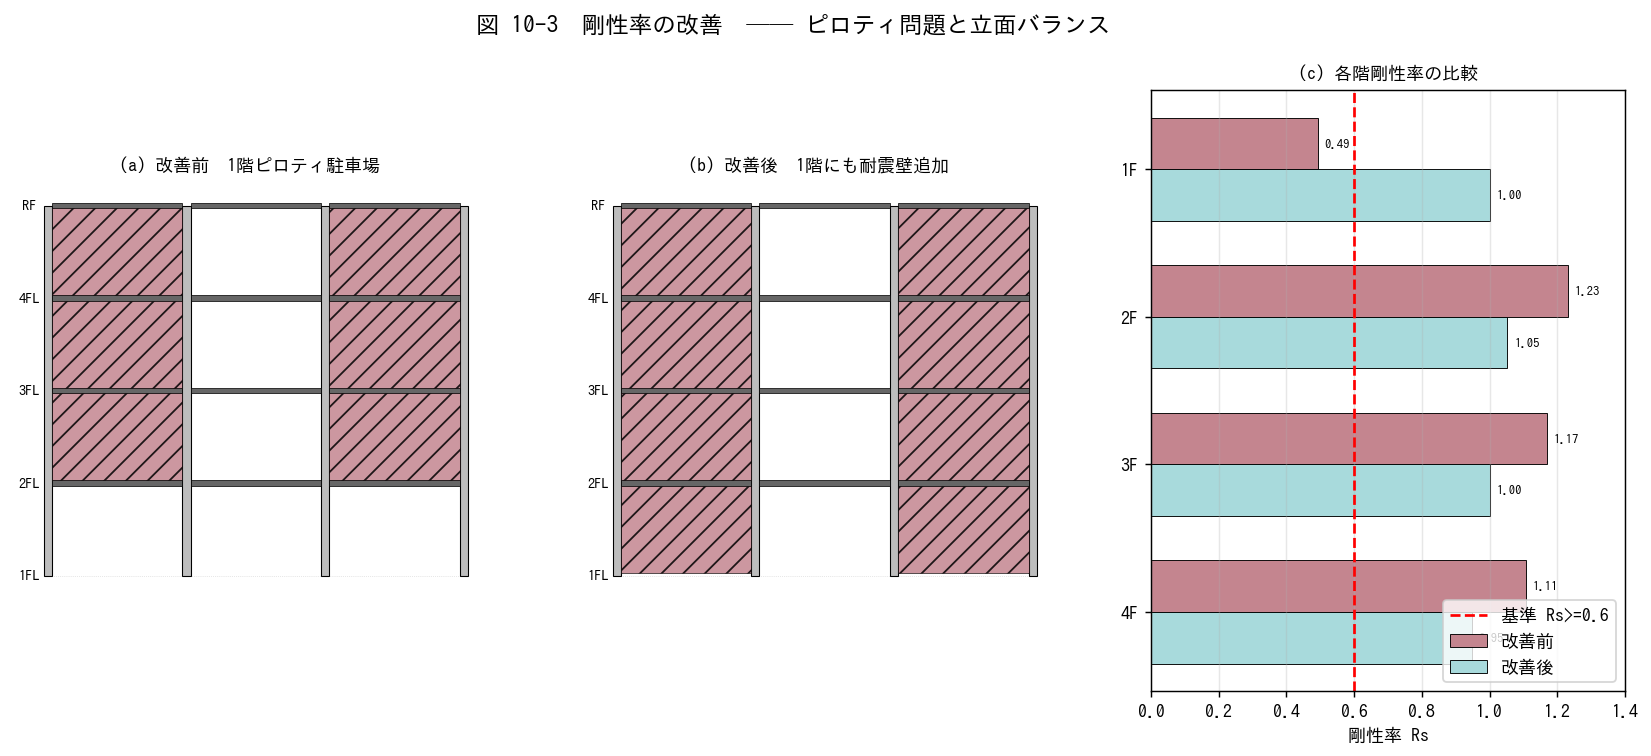 図 10-3　剛性率の改善　―― ピロティ問題と立面バランス
(a) 改善前　1階ピロティ駐車場
RF
4FL
3FL
2FL
1FL
(b) 改善後　1階にも耐震壁追加
RF
4FL
3FL
2FL
1FL
(c) 各階剛性率の比較
1F
0.49
1.00
2F
1.23
1.05
3F
1.17
1.00
4F
1.11
基準 Rs>=0.6
改善前
改善後
0.0 0.2 0.4 0.6 0.8 1.0 1.2 1.4
剛性率 Rs